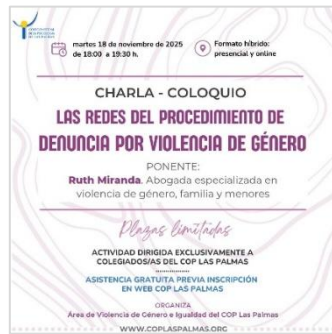 martes 18 de noviembre de 2025
de 18:00 a 19:30 h.
Formato híbrido:
presencial y online
CHARLA - COLOQUIO
LAS REDES DEL PROCEDIMIENTO DE
DENUNCIA POR VIOLENCIA DE GÉNERO
PONENTE:
Ruth Miranda. Abogada especializada en
violencia de género, familia y menores
Plazas limitadas
ACTIVIDAD DIRIGIDA EXCLUSIVAMENTE A
COLEGIADOS/AS DEL COP LAS PALMAS
ASISTENCIA GRATUITA PREVIA INSCRIPCIÓN
EN WEB COP LAS PALMAS
ORGANIZA
Área de Violencia de Género e Igualdad del COP Las Palmas
WWW.COPLASPALMAS.ORG